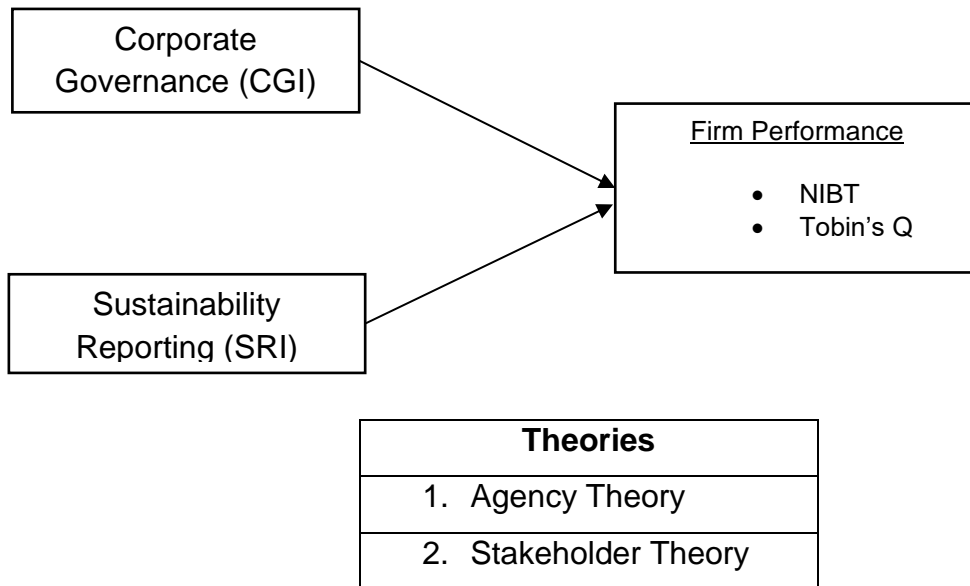 Corporate
Governance (CGI)
Firm Performance
• NIBT
• Tobin’s Q
Sustainability
Reporting (SRI)
Theories
1. Agency Theory
2. Stakeholder Theory